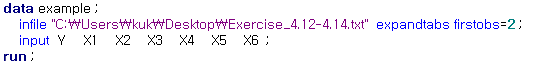 data example ;
infile "C:₩Users₩kuk₩Desktop₩Exercise_4.12-4.14.txt" expandtabs firstobs=2 ;
input Y X1 X2 X3 X4 X5 X6 ;
run ;